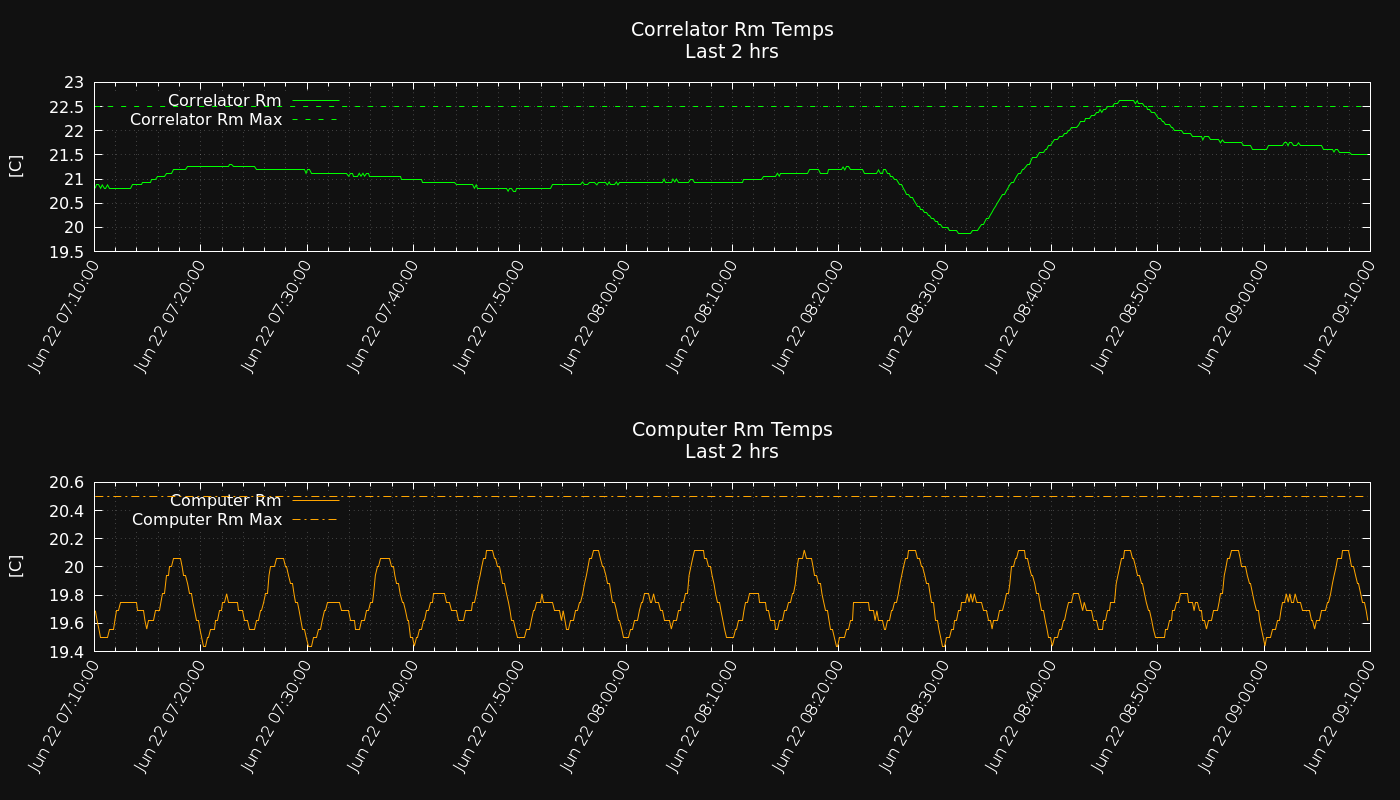 Correlator Rm Temps
Last 2 hrs
23
22.5
22
21.5
21
20.5
20
19.5
[C]
Correlator Rm
Correlator Rm Max
Jun 22 07:10:00
Jun 22 07:20:00
Jun 22 07:30:00
Jun 22 07:40:00
Jun 22 07:50:00
Jun 22 08:00:00
Jun 22 08:10:00
Jun 22 08:20:00
Jun 22 08:30:00
Jun 22 08:40:00
Jun 22 08:50:00
Jun 22 09:00:00
Jun 22 09:10:00
Computer Rm Temps
Last 2 hrs
20.6
20.4
20.2
20
19.8
19.6
19.4
[C]
Computer Rm
Computer Rm Max
Jun 22 07:10:00
Jun 22 07:20:00
Jun 22 07:30:00
Jun 22 07:40:00
Jun 22 07:50:00
Jun 22 08:00:00
Jun 22 08:10:00
Jun 22 08:20:00
Jun 22 08:30:00
Jun 22 08:40:00
Jun 22 08:50:00
Jun 22 09:00:00
Jun 22 09:10:00